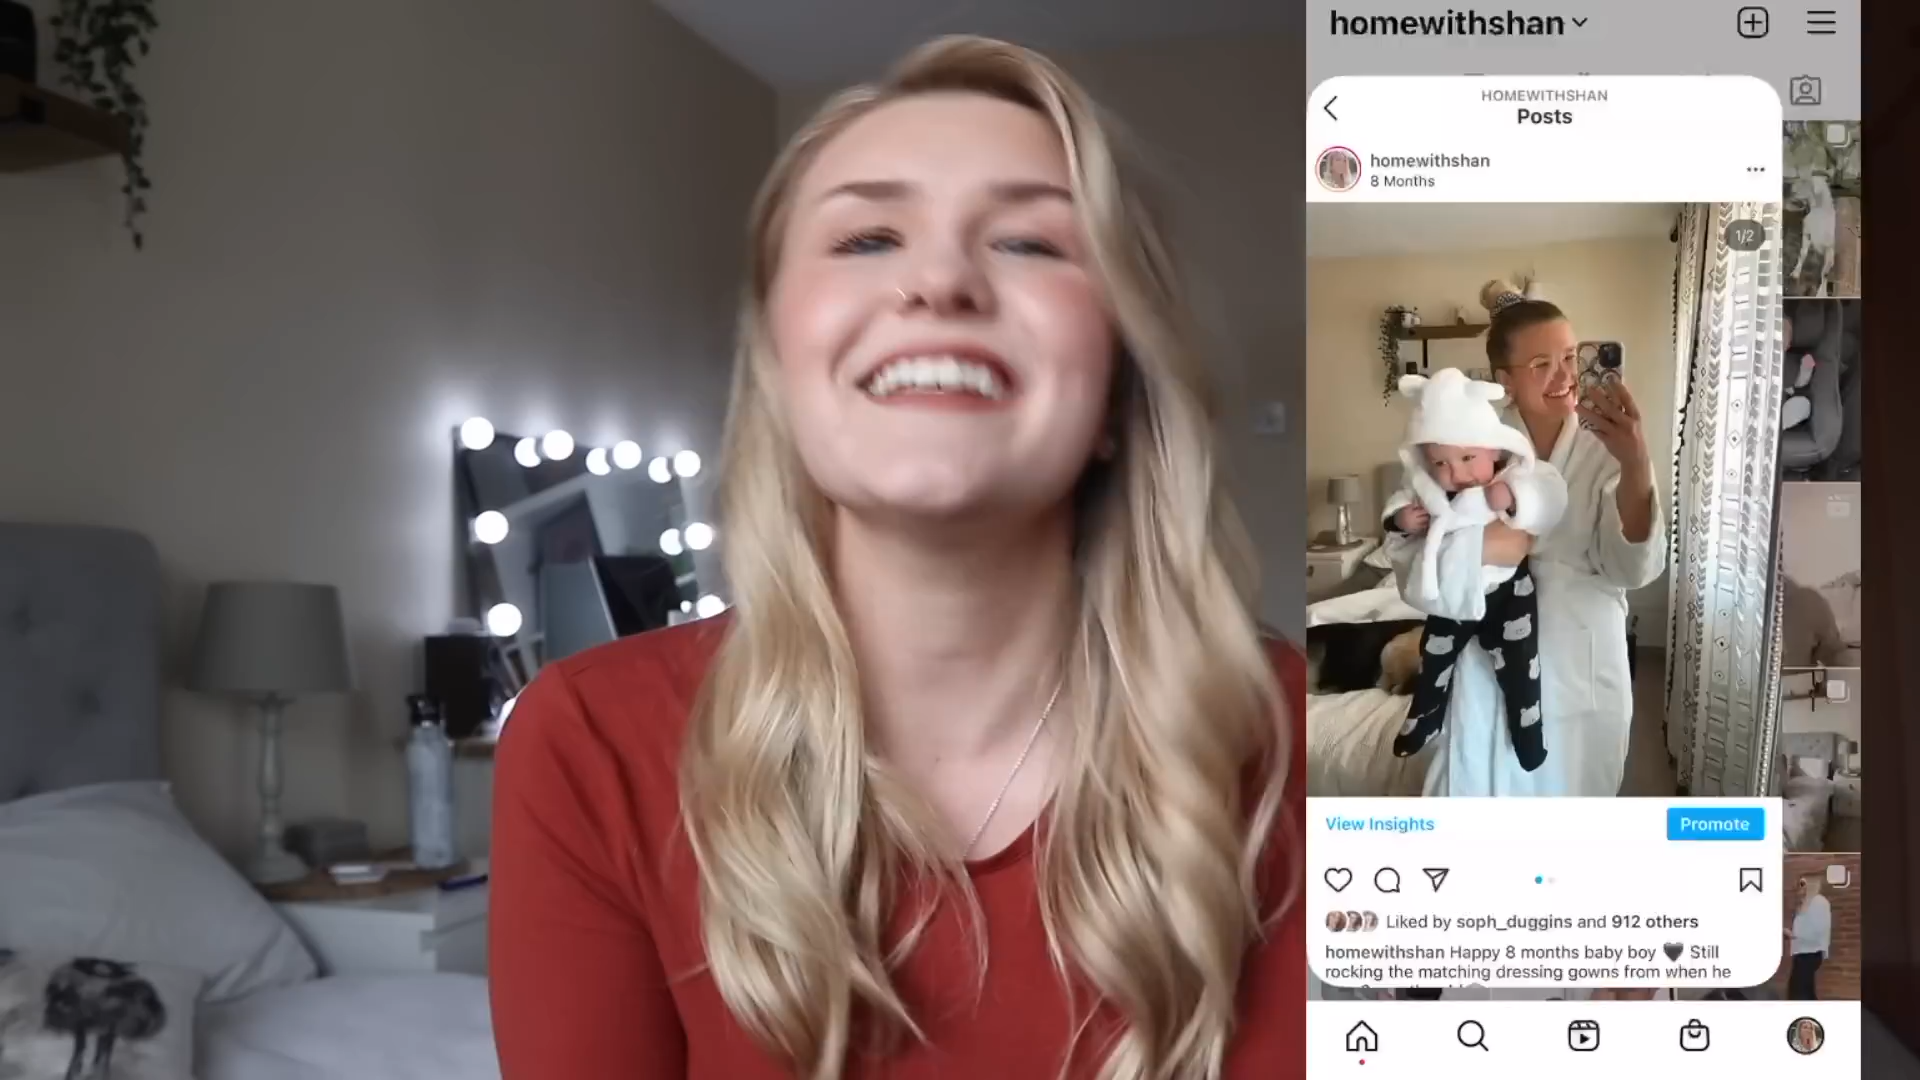 homewithshan
HOMEWITHSHAN
Posts
homewithshan
8 Months
1/2
View Insights
Promote
Liked by soph_duggins and 912 others
homewithshan Happy 8 months baby boy 🖤 Still
rocking the matching dressing gowns from when he